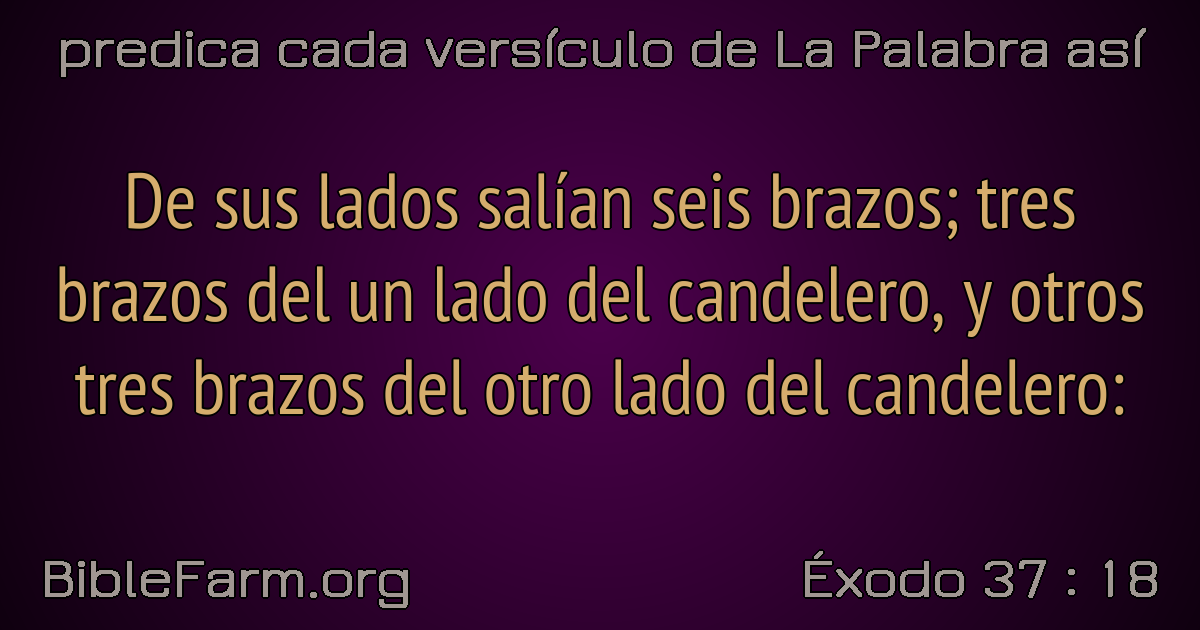 predica cada versículo de La Palabra así
De sus lados salían seis brazos; tres
brazos del un lado del candelero, y otros
tres brazos del otro lado del candelero:
BibleFarm.org
Éxodo 37 : 18